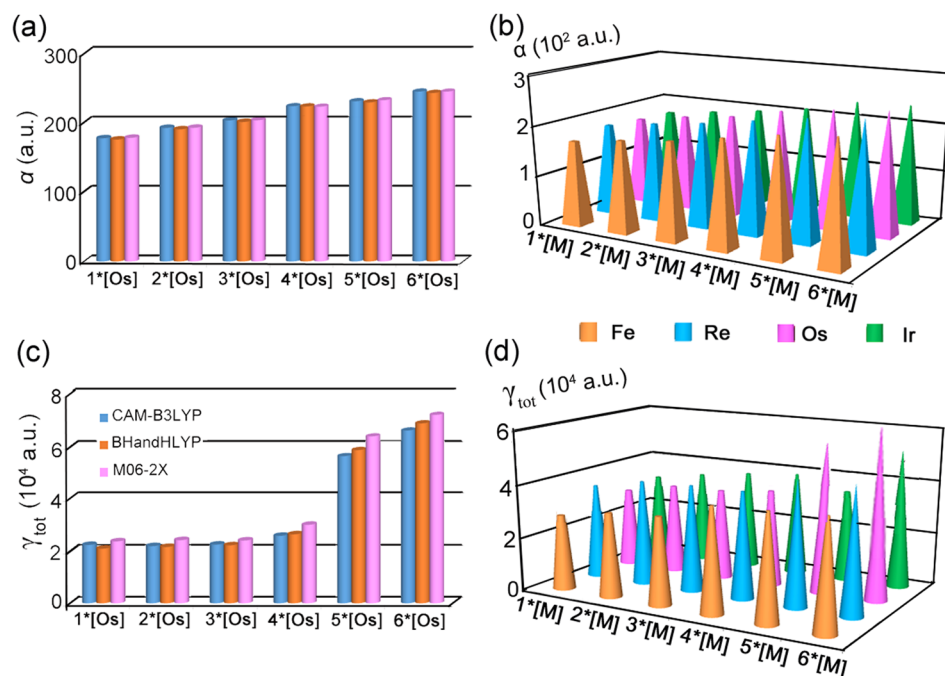 (a)
300
200
100
0
α (a.u.)
1*[Os] 2*[Os] 3*[Os] 4*[Os] 5*[Os] 6*[Os]
(b)
α (10² a.u.)
3
2
1
0
1*[M] 2*[M] 3*[M] 4*[M] 5*[M] 6*[M]
Fe Re Os Ir
(c)
8
6
4
2
0
γtot (10⁴ a.u.)
CAM-B3LYP
BHandHLYP
M06-2X
1*[Os] 2*[Os] 3*[Os] 4*[Os] 5*[Os] 6*[Os]
(d)
γtot (10⁴ a.u.)
6
4
2
0
1*[M] 2*[M] 3*[M] 4*[M] 5*[M] 6*[M]